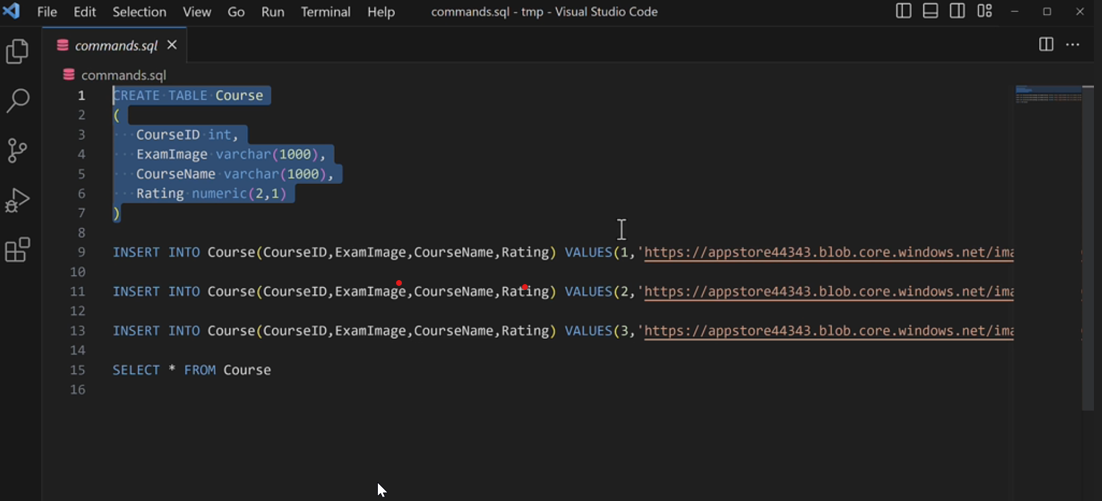 File Edit Selection View Go Run Terminal Help commands.sql - tmp - Visual Studio Code
commands.sql
commands.sql
1 CREATE TABLE Course
2 (
3 CourseID int,
4 ExamImage varchar(1000),
5 CourseName varchar(1000),
6 Rating numeric(2,1)
7 )
8
9 INSERT INTO Course(CourseID,ExamImage,CourseName,Rating) VALUES(1,'https://appstore44343.blob.core.windows.net/ima
10
11 INSERT INTO Course(CourseID,ExamImage,CourseName,Rating) VALUES(2,'https://appstore44343.blob.core.windows.net/ima
12
13 INSERT INTO Course(CourseID,ExamImage,CourseName,Rating) VALUES(3,'https://appstore44343.blob.core.windows.net/ima
14
15 SELECT * FROM Course
16